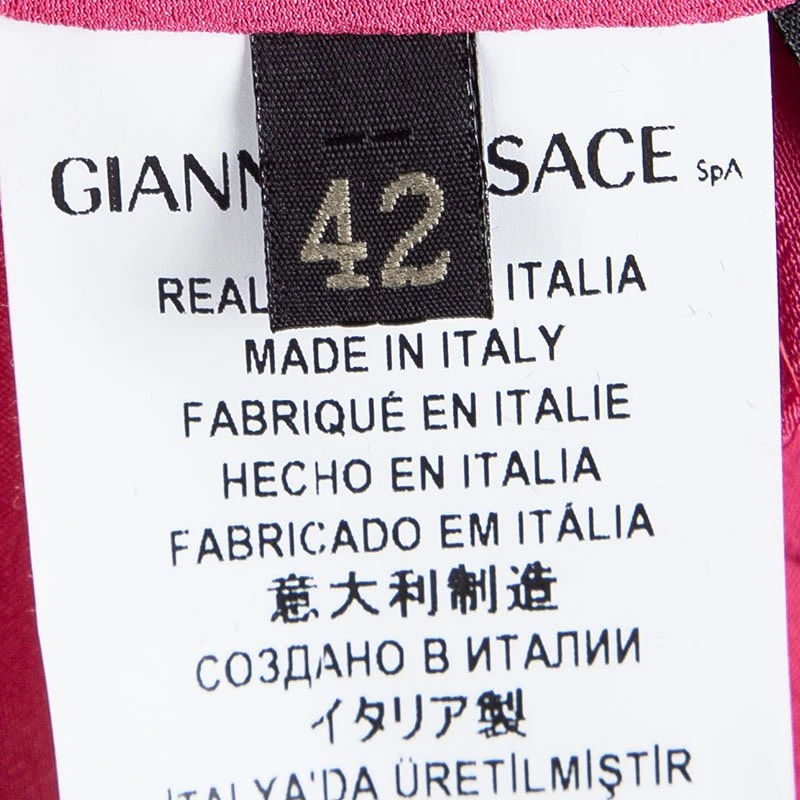 42
GIANN SACE SpA
REAL ITALIA
MADE IN ITALY
FABRIQUÉ EN ITALIE
HECHO EN ITALIA
FABRICADO EM ITÁLIA
意大利制造
СОЗДАНО В ИТАЛИИ
イタリア製
İTALYA'DA ÜRETİLMİŞTİR